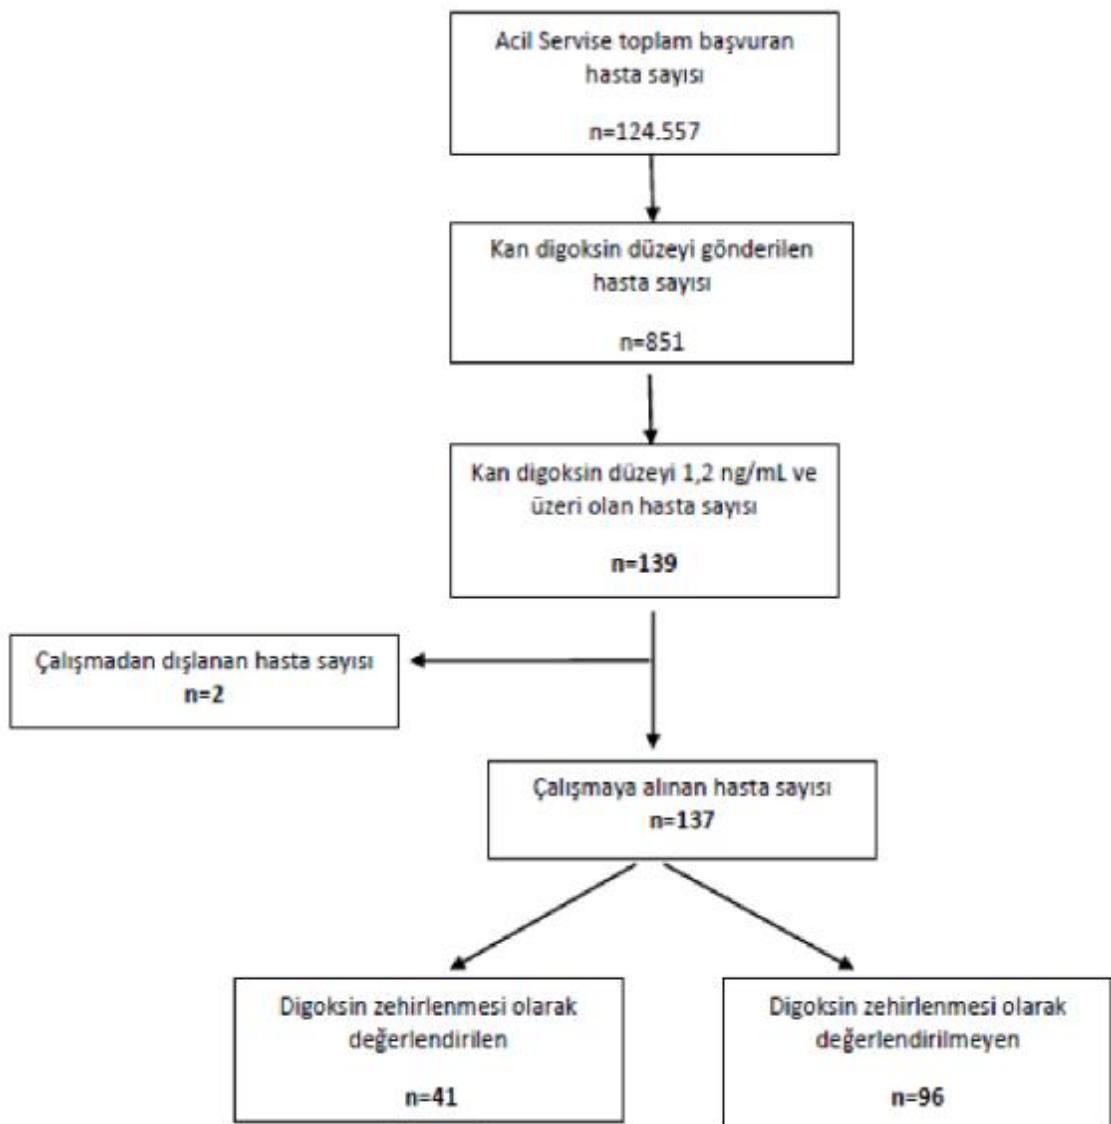 Acil Servise toplam başvuran
hasta sayısı
n=124.557
Kan digoksin düzeyi gönderilen
hasta sayısı
n=851
Kan digoksin düzeyi 1,2 ng/mL ve
üzeri olan hasta sayısı
n=139
Çalışmadan dışlanan hasta sayısı
n=2
Çalışmaya alınan hasta sayısı
n=137
Digoksin zehirlenmesi olarak
değerlendirilen
n=41
Digoksin zehirlenmesi olarak
değerlendirilmeyen
n=96